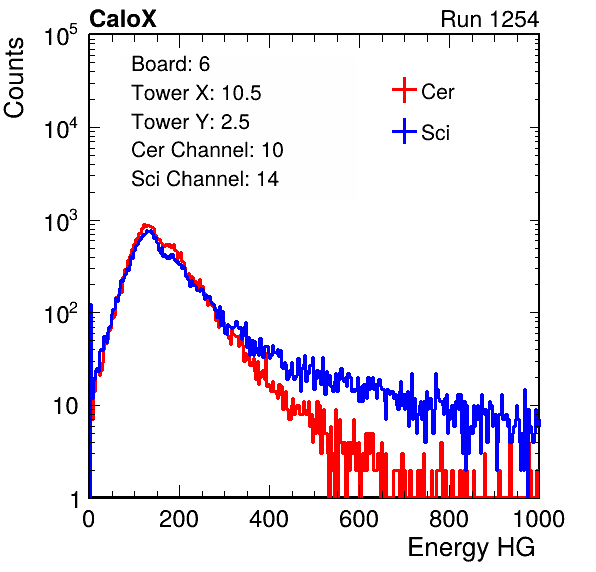 CaloX Run 1254
Counts
10^5
10^4
10^3
10^2
10
1
Board: 6
Tower X: 10.5
Tower Y: 2.5
Cer Channel: 10
Sci Channel: 14
Cer
Sci
0 200 400 600 800 1000
Energy HG